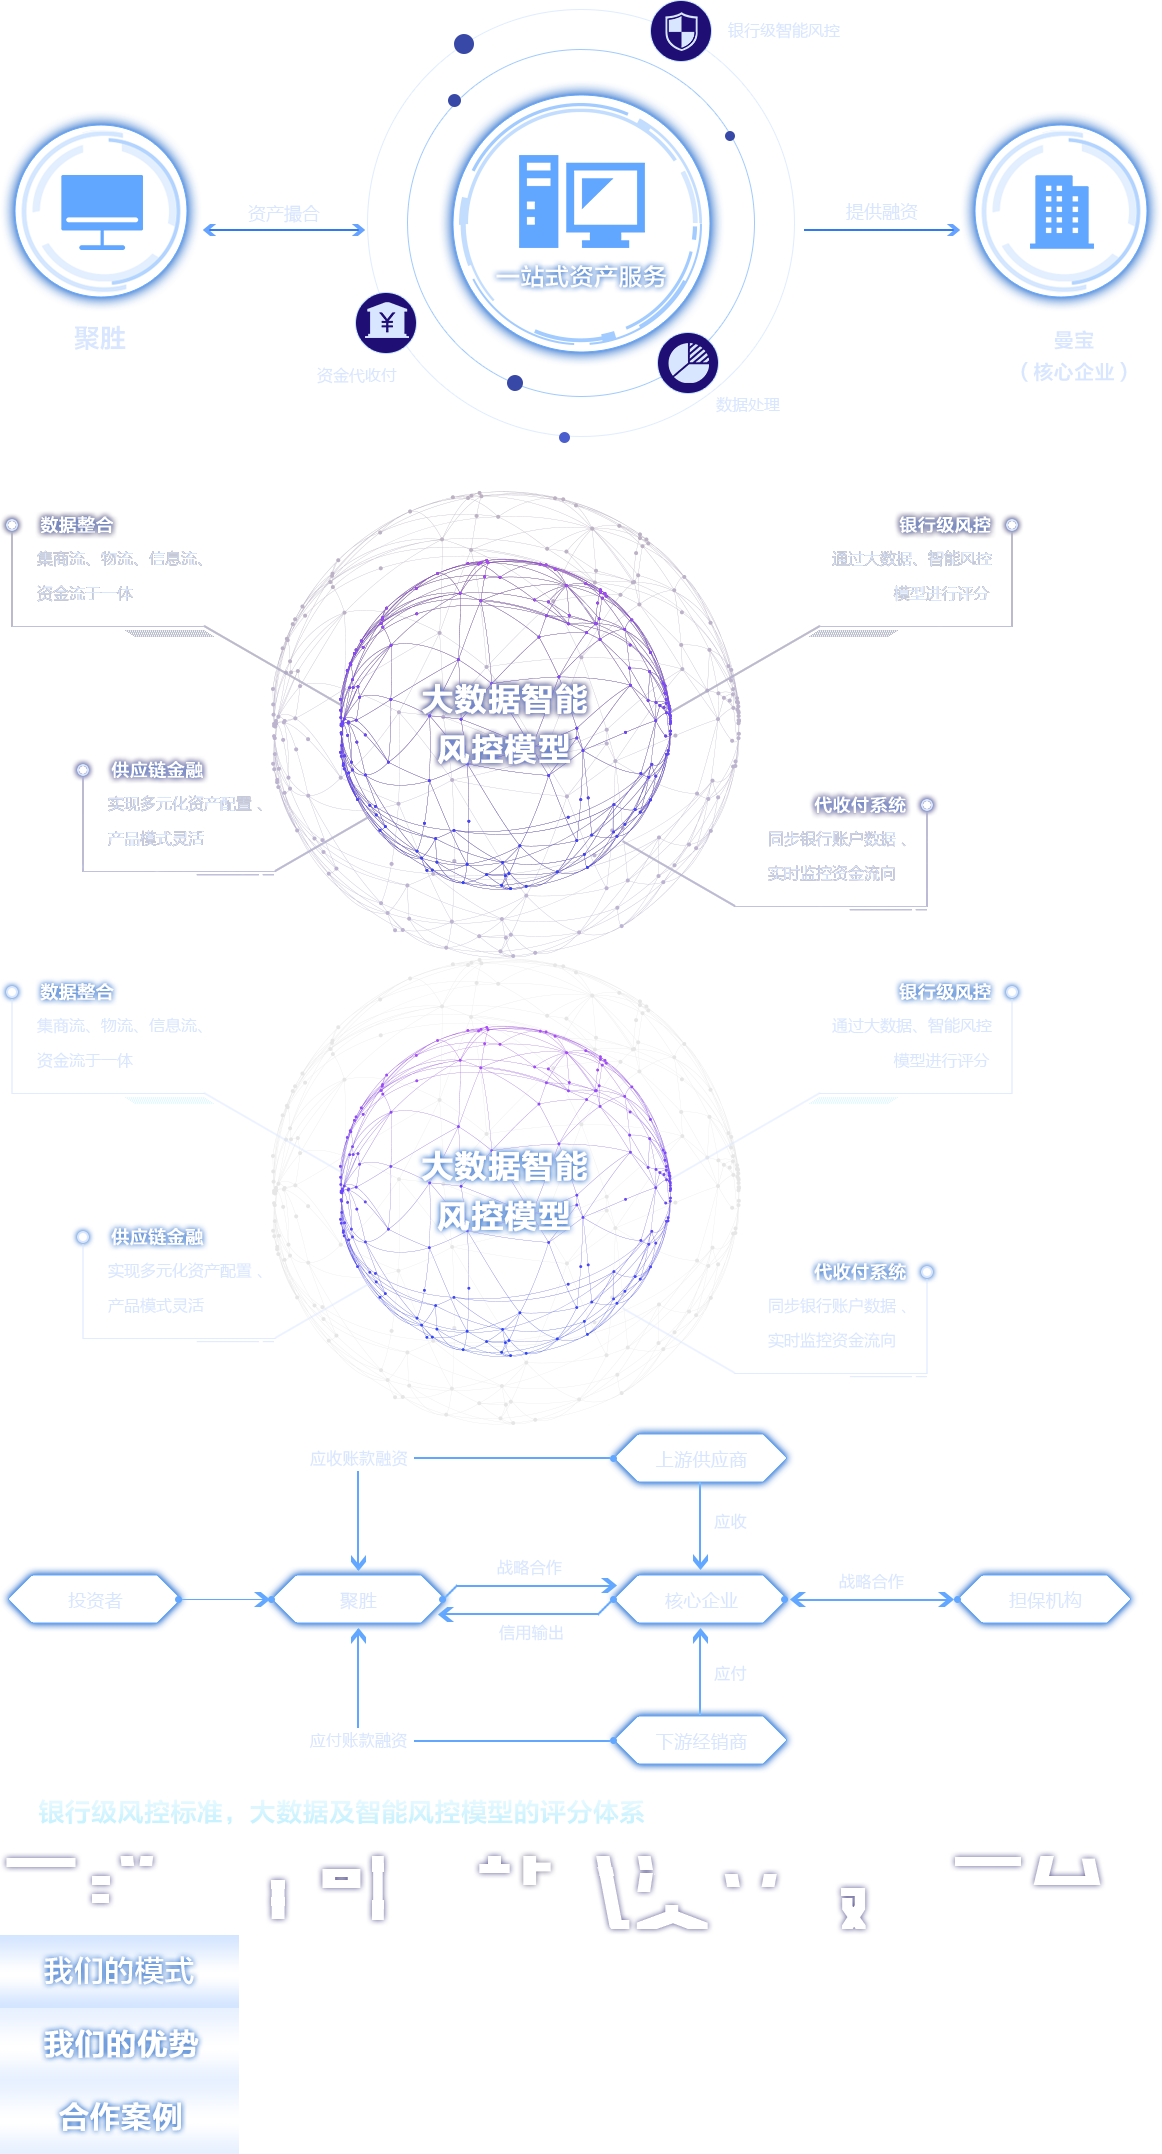 银行级智能风控
资产撮合
提供融资
一站式资产服务
聚胜
曼宝
（核心企业）
资金代收付
数据处理
数据整合
集商流、物流、信息流、
资金流于一体
银行级风控
通过大数据、智能风控
模型进行评分
大数据智能
风控模型
供应链金融
实现多元化资产配置、
产品模式灵活
代收付系统
同步银行账户数据、
实时监控资金流向
数据整合
集商流、物流、信息流、
资金流于一体
银行级风控
通过大数据、智能风控
模型进行评分
大数据智能
风控模型
供应链金融
实现多元化资产配置、
产品模式灵活
代收付系统
同步银行账户数据、
实时监控资金流向
应收账款融资
上游供应商
应收
战略合作
战略合作
投资者
聚胜
核心企业
担保机构
信用输出
应付
应付账款融资
下游经销商
银行级风控标准，大数据及智能风控模型的评分体系
我们的模式
我们的优势
合作案例